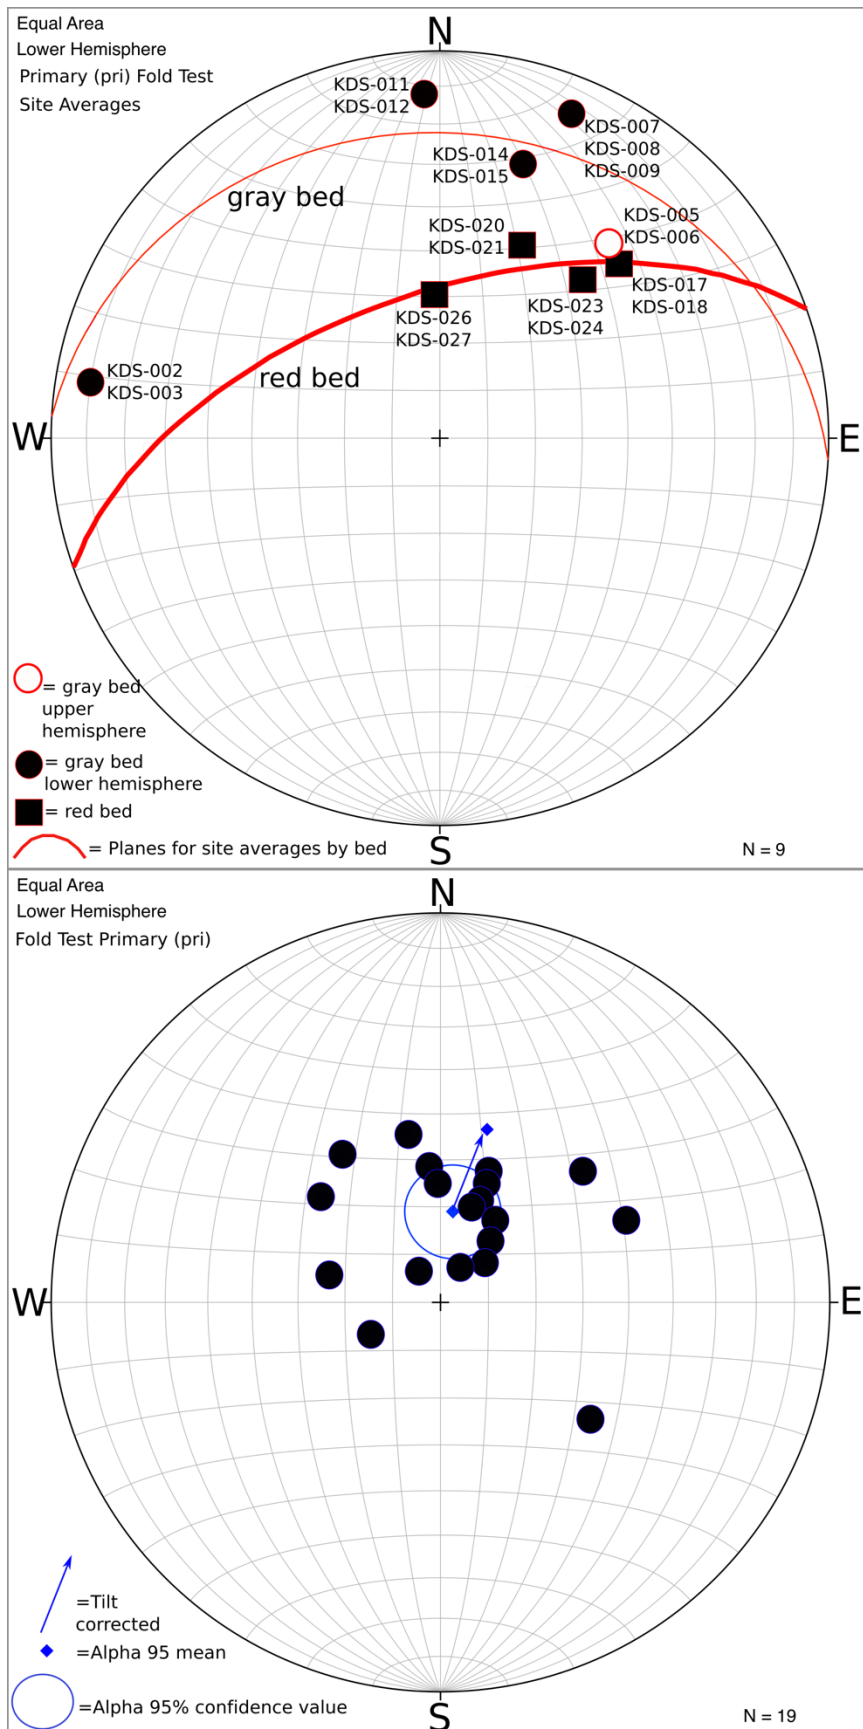 Equal Area
Lower Hemisphere
Primary (pri) Fold Test
Site Averages
N
KDS-011
KDS-012
KDS-007
KDS-008
KDS-009
KDS-014
KDS-015
gray bed
KDS-005
KDS-006
KDS-020
KDS-021
KDS-017
KDS-018
KDS-023
KDS-024
KDS-026
KDS-027
red bed
KDS-002
KDS-003
W
E
= gray bed
upper
hemisphere
= gray bed
lower hemisphere
= red bed
= Planes for site averages by bed
S
N = 9
Equal Area
Lower Hemisphere
Fold Test Primary (pri)
N
W
E
=Tilt
corrected
=Alpha 95 mean
=Alpha 95% confidence value
S
N = 19